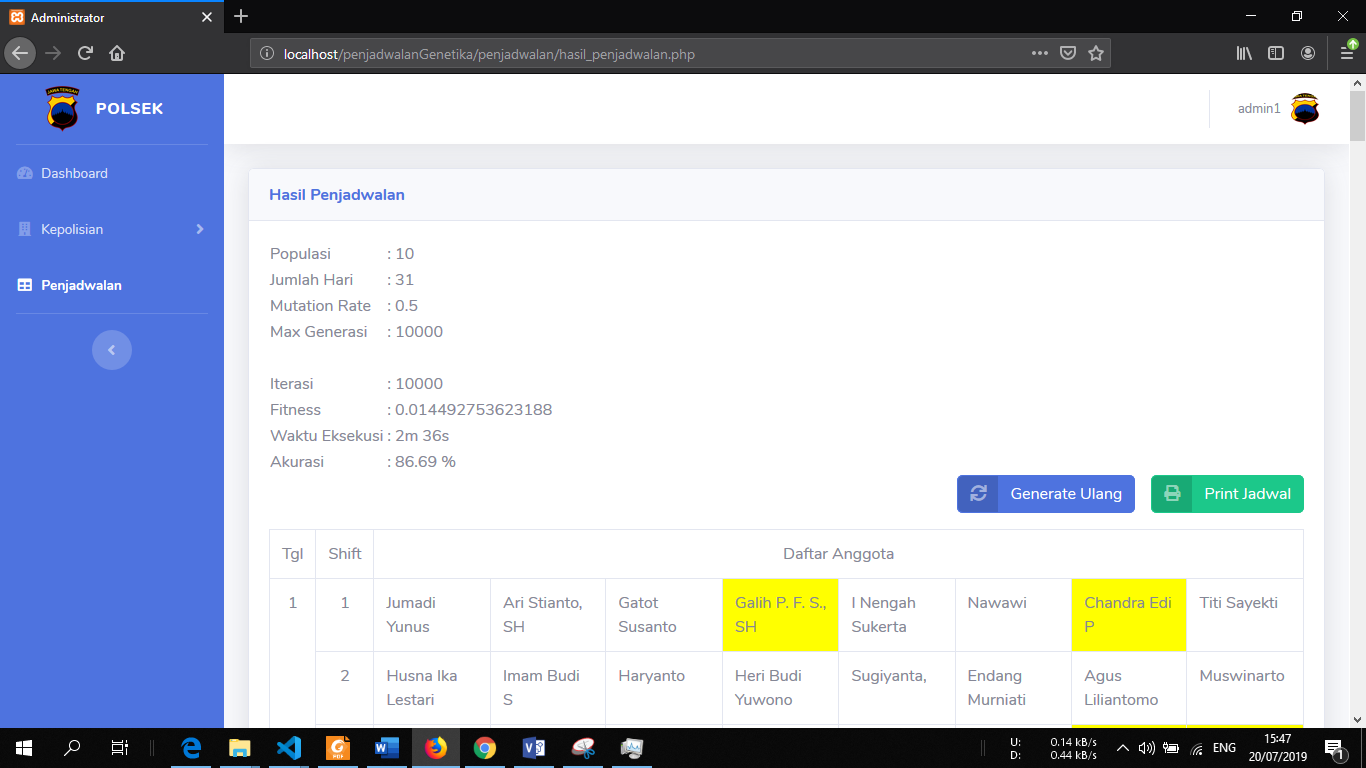 Administrator
localhost/penjadwalanGenetika/penjadwalan/hasil_penjadwalan.php
JAWA TENGAH
POLSEK
admin1
Dashboard
Kepolisian
Penjadwalan
Hasil Penjadwalan
Populasi : 10
Jumlah Hari : 31
Mutation Rate : 0.5
Max Generasi : 10000
Iterasi : 10000
Fitness : 0.014492753623188
Waktu Eksekusi : 2m 36s
Akurasi : 86.69 %
Generate Ulang Print Jadwal
Tgl Shift Daftar Anggota
1 1 Jumadi Yunus Ari Stianto, SH Gatot Susanto Galih P. F. S., SH I Nengah Sukerta Nawawi Chandra Edi P Titi Sayekti
2 Husna Ika Lestari Imam Budi S Haryanto Heri Budi Yuwono Sugiyanta, Endang Murniati Agus Liliantomo Muswinarto
U: 0.14 kB/s
D: 0.44 kB/s
ENG
15:47
20/07/2019
1